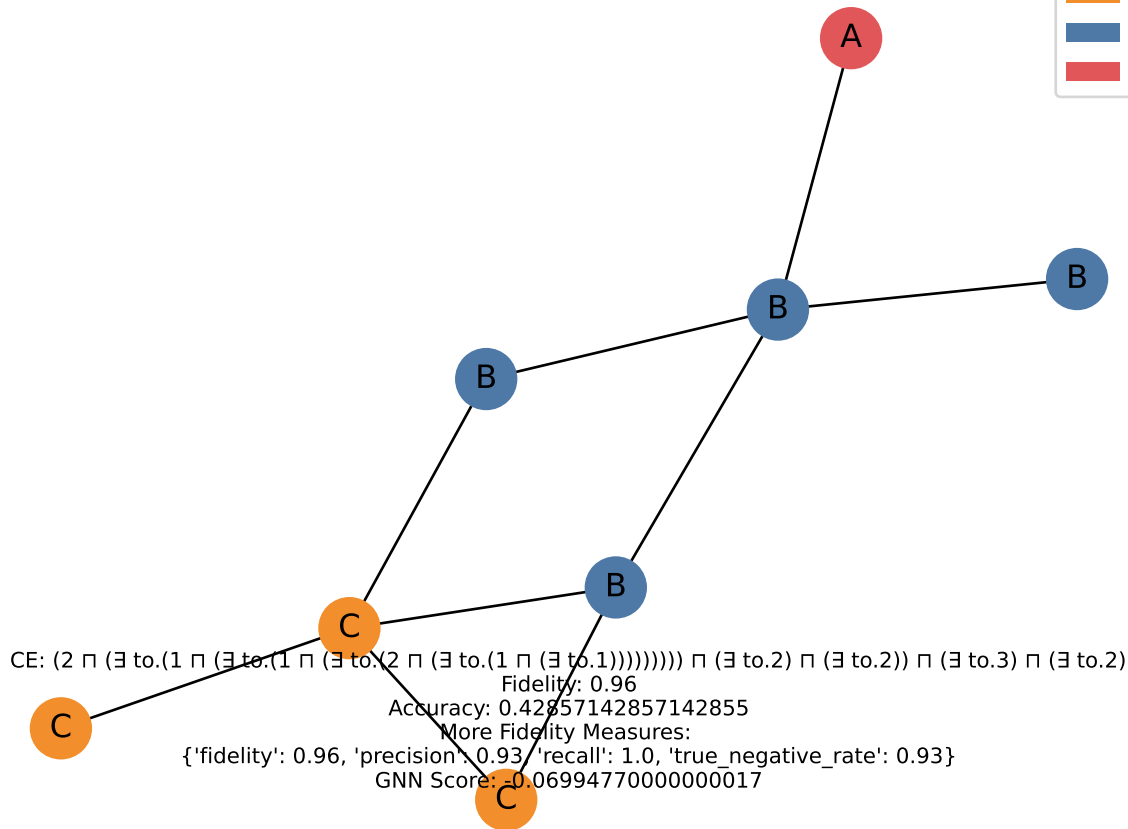 A
B
B
B
B
C
CE: (2 ⊓ (∃ to.(1 ⊓ (∃ to.(1 ⊓ (∃ to.(2 ⊓ (∃ to.(1 ⊓ (∃ to.1))))))))) ⊓ (∃ to.2) ⊓ (∃ to.2)) ⊓ (∃ to.3) ⊓ (∃ to.2)
Fidelity: 0.96
Accuracy: 0.42857142857142855
C
More Fidelity Measures:
{'fidelity': 0.96, 'precision': 0.93, 'recall': 1.0, 'true_negative_rate': 0.93}
GNN Score: -0.06994770000000017
C